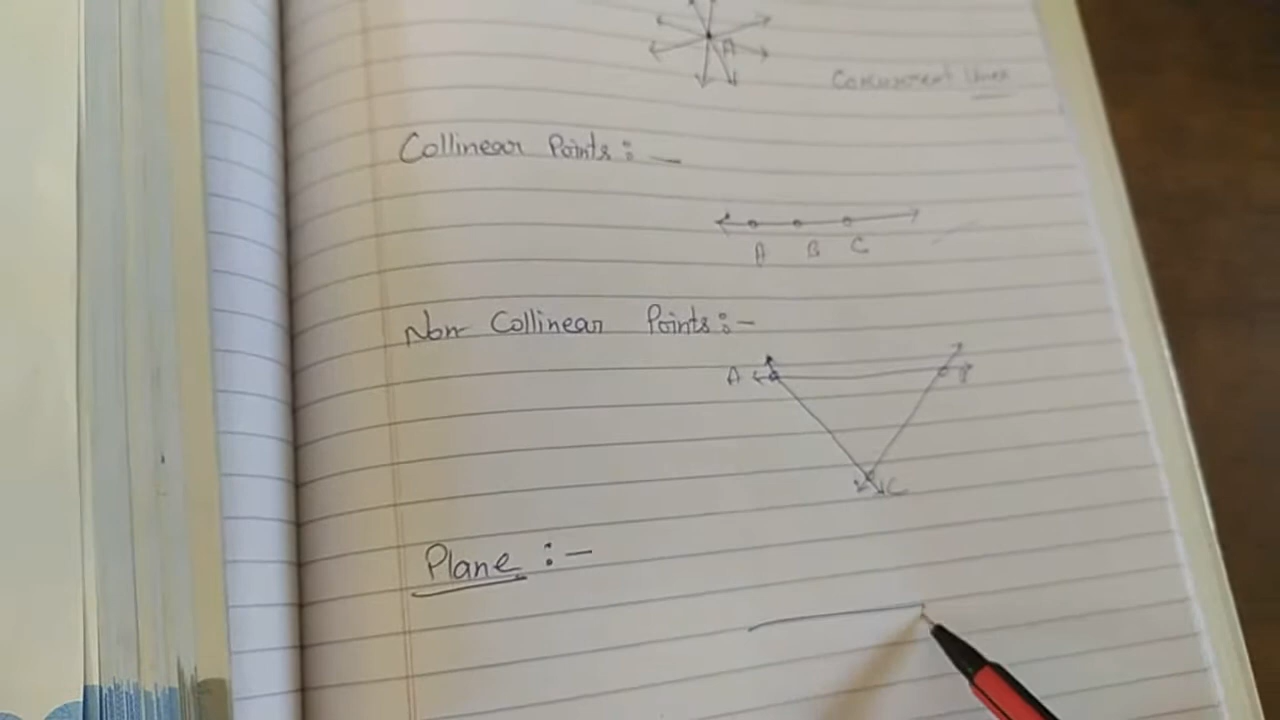 A
Concurrent lines
Collinear Points : —
A B C
Non Collinear Points : —
A B
C
Plane : —